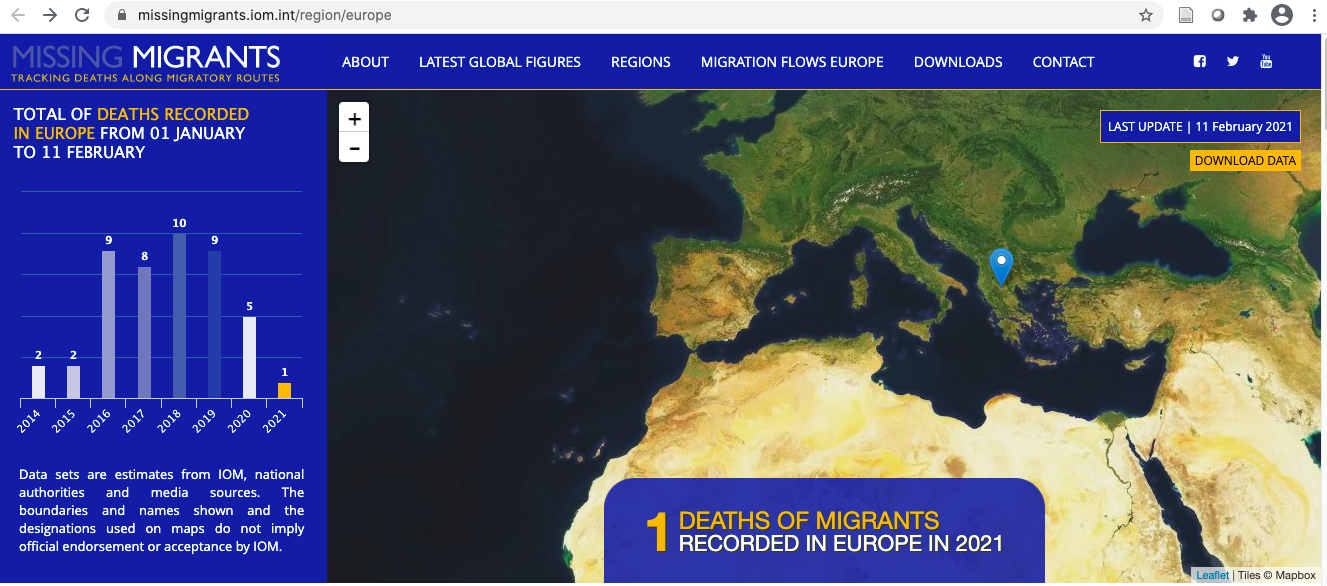 missingmigrants.iom.int/region/europe
MISSING MIGRANTS
TRACKING DEATHS ALONG MIGRATORY ROUTES
ABOUT
LATEST GLOBAL FIGURES
REGIONS
MIGRATION FLOWS EUROPE
DOWNLOADS
CONTACT
You
Tube
TOTAL OF DEATHS RECORDED
IN EUROPE FROM 01 JANUARY
TO 11 FEBRUARY
2
2
9
8
10
9
5
1
2014
2015
2016
2017
2018
2019
2020
2021
Data sets are estimates from IOM, national
authorities and media sources. The
boundaries and names shown and the
designations used on maps do not imply
official endorsement or acceptance by IOM.
+
−
LAST UPDATE | 11 February 2021
DOWNLOAD DATA
1 DEATHS OF MIGRANTS
RECORDED IN EUROPE IN 2021
Leaflet | Tiles © Mapbox